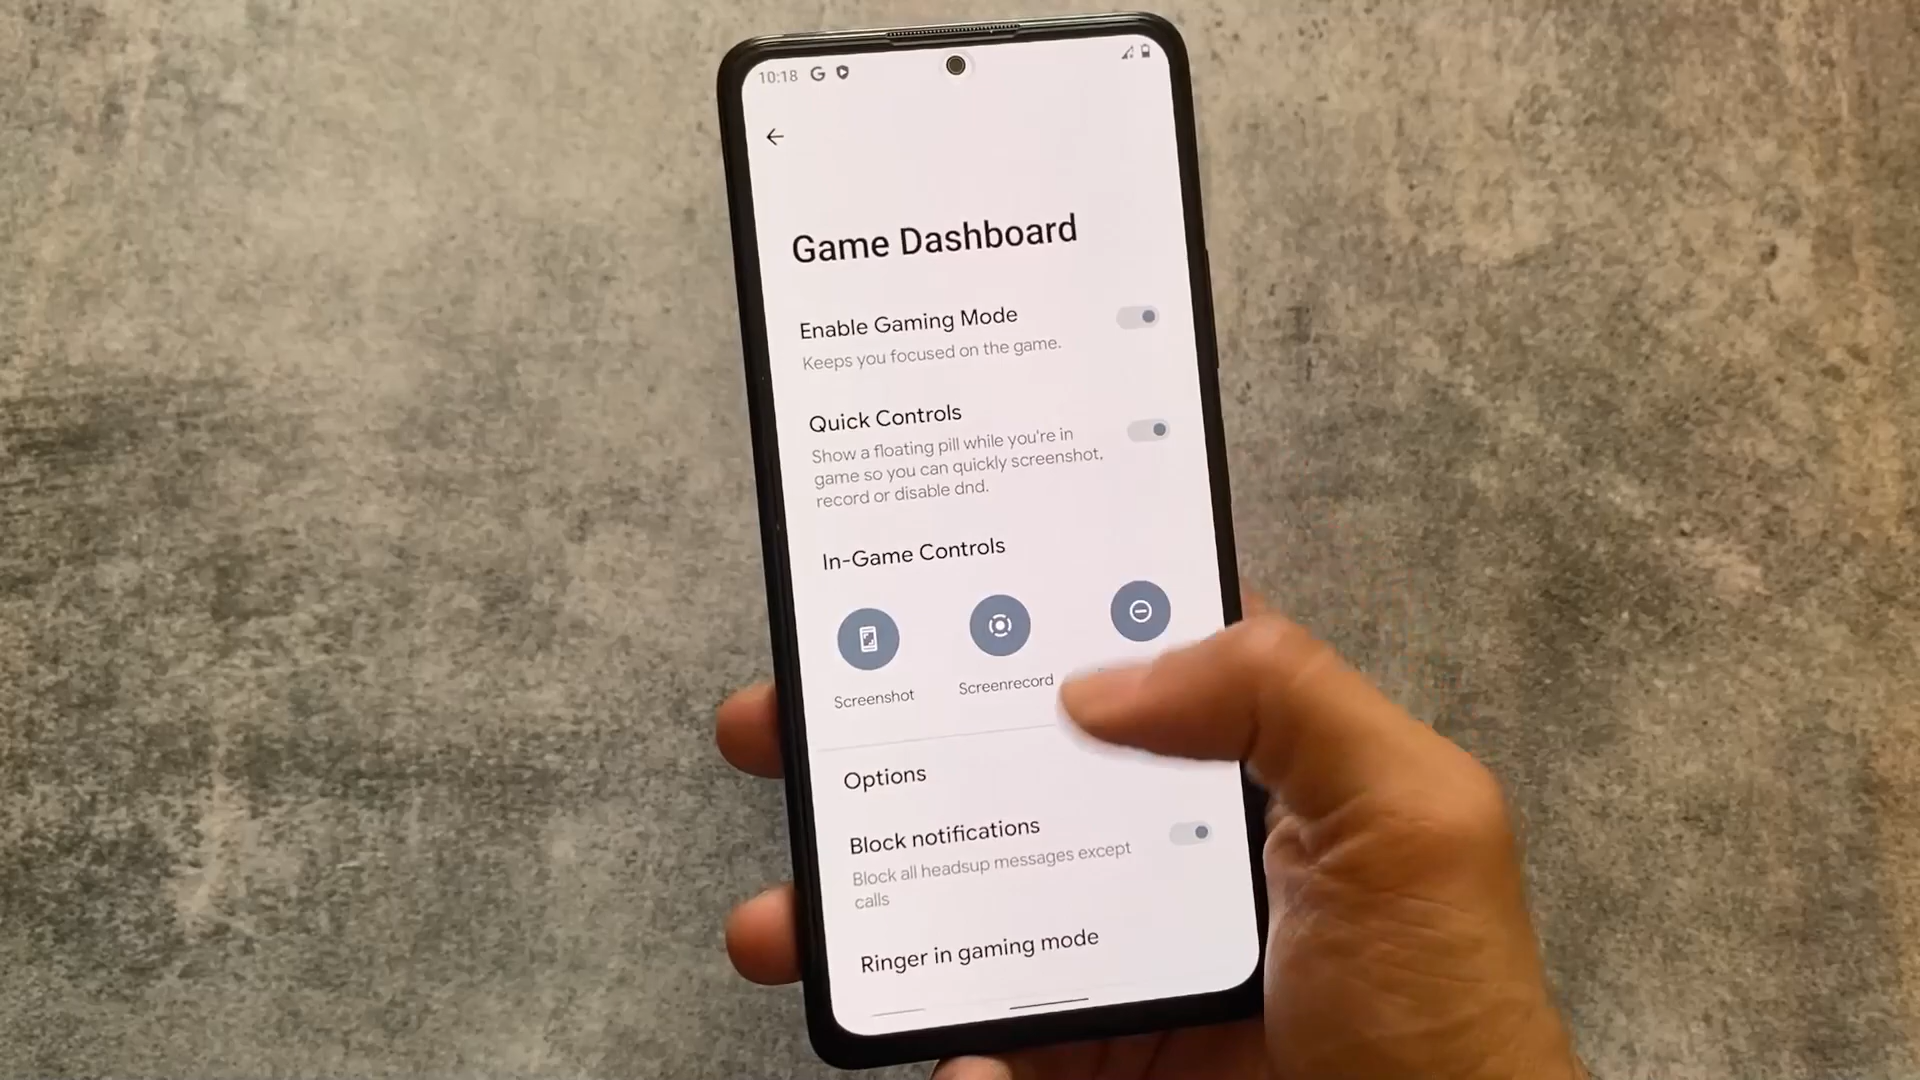 10:18 G
Game Dashboard
Enable Gaming Mode
Keeps you focused on the game.
Quick Controls
Show a floating pill while you're in
game so you can quickly screenshot,
record or disable dnd.
In-Game Controls
Screenshot
Screenrecord
Options
Block notifications
Block all headsup messages except
calls
Ringer in gaming mode